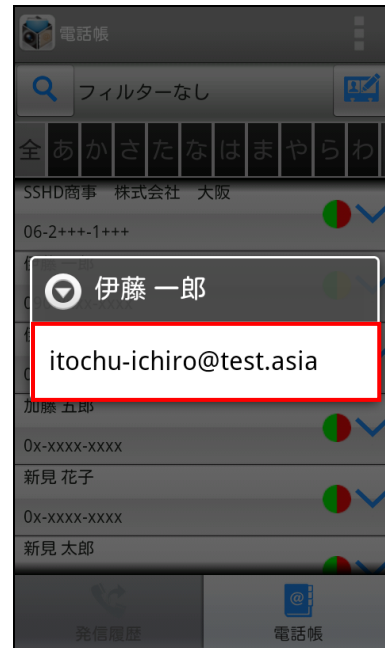 電話帳
フィルターなし
全 あ か さ た な は ま や ら わ
SSHD商事 株式会社 大阪
06-2+++-1+++
伊藤 一郎
itochu-ichiro@test.asia
加藤 五郎
0x-xxxx-xxxx
新見 花子
0x-xxxx-xxxx
新見 太郎
発信履歴
電話帳